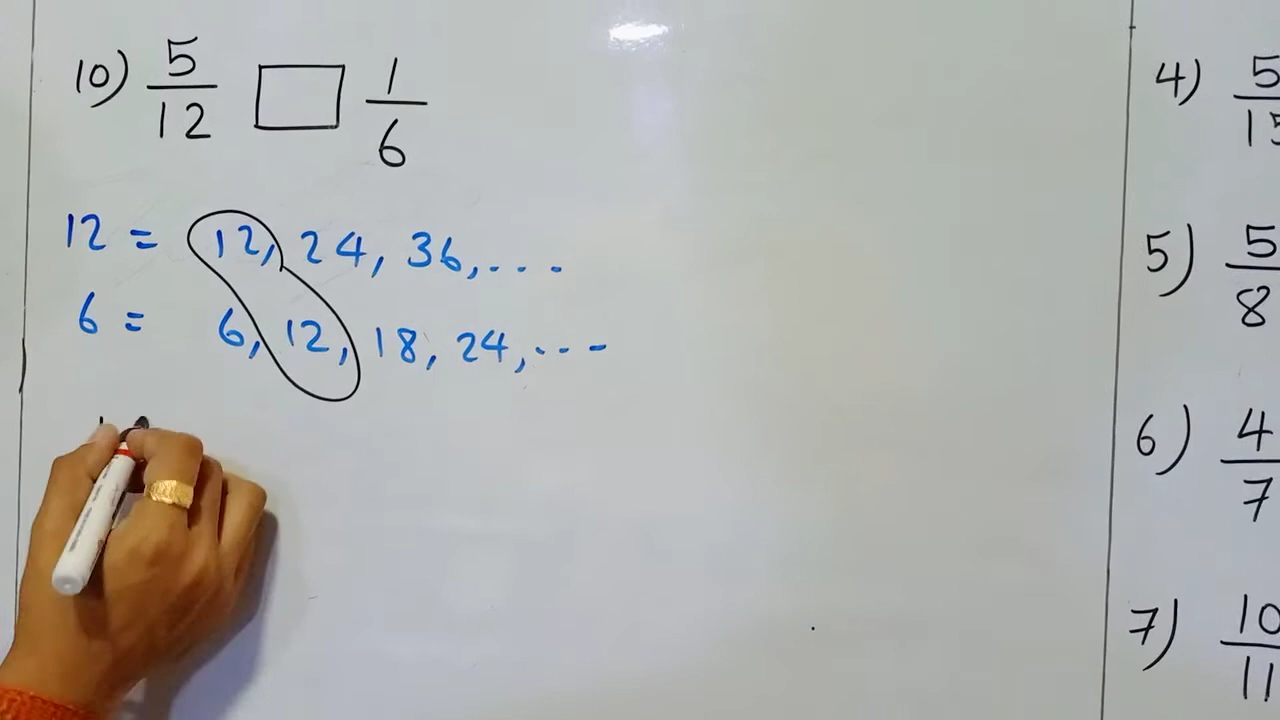 10) 5/12 □ 1/6
12 = 12, 24, 36, ...
6 = 6, 12, 18, 24, ...
4) 5/15
5) 5/8
6) 4/7
7) 10/11